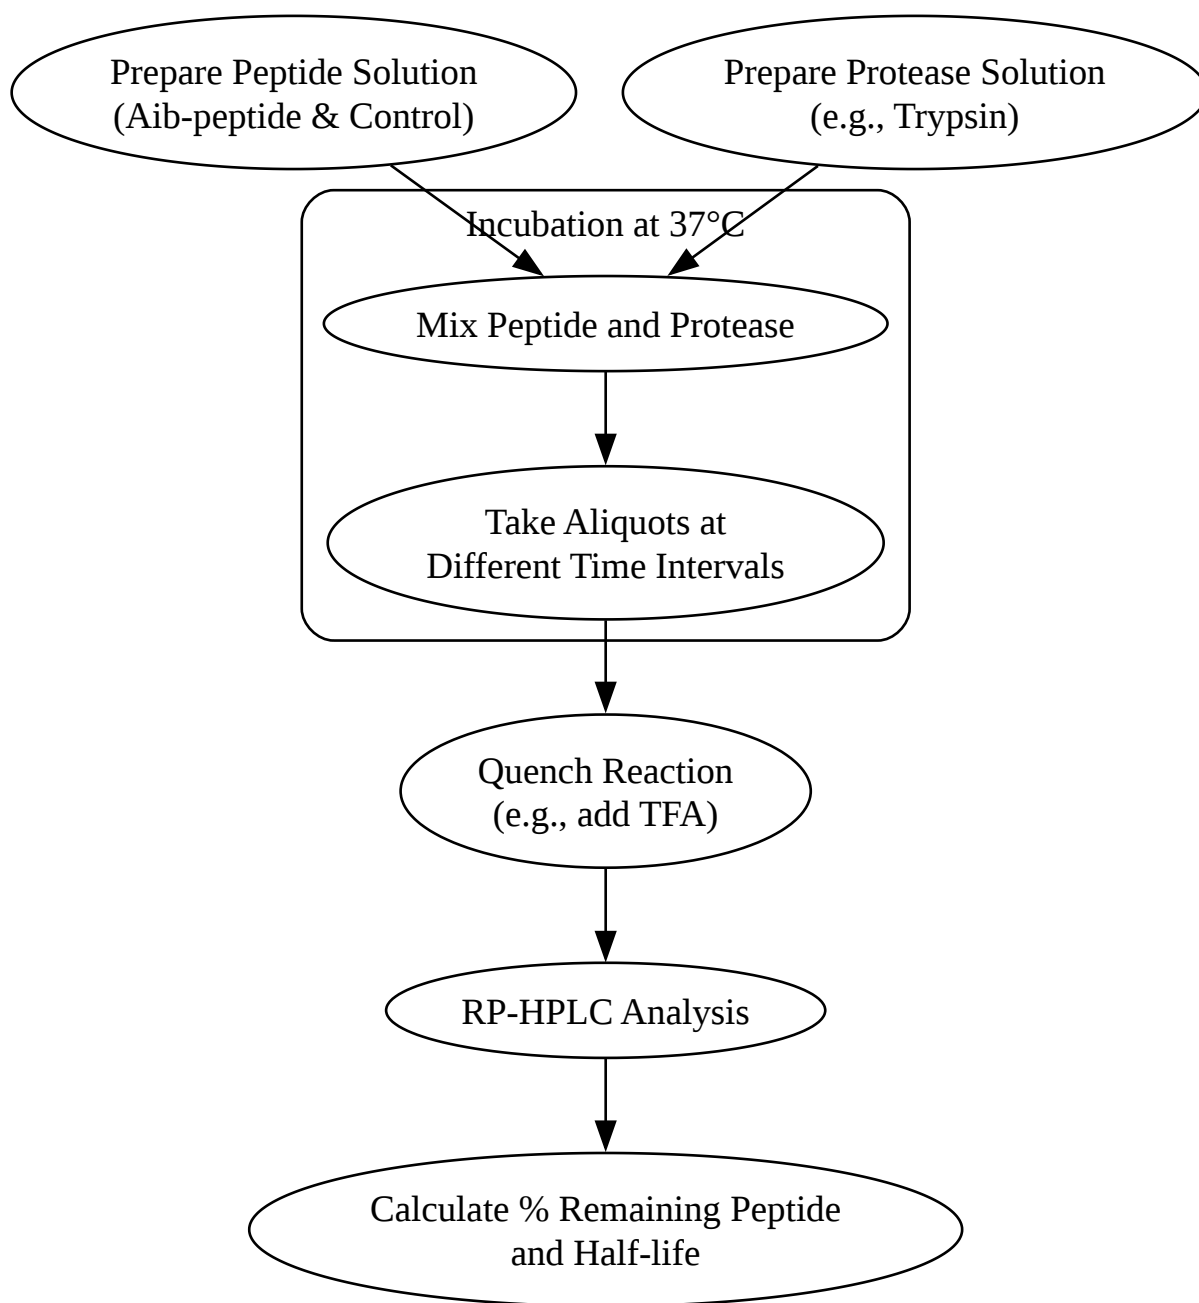 Prepare Peptide Solution
(Aib-peptide & Control)
Prepare Protease Solution
(e.g., Trypsin)
Incubation at 37°C
Mix Peptide and Protease
Take Aliquots at
Different Time Intervals
Quench Reaction
(e.g., add TFA)
RP-HPLC Analysis
Calculate % Remaining Peptide
and Half-life